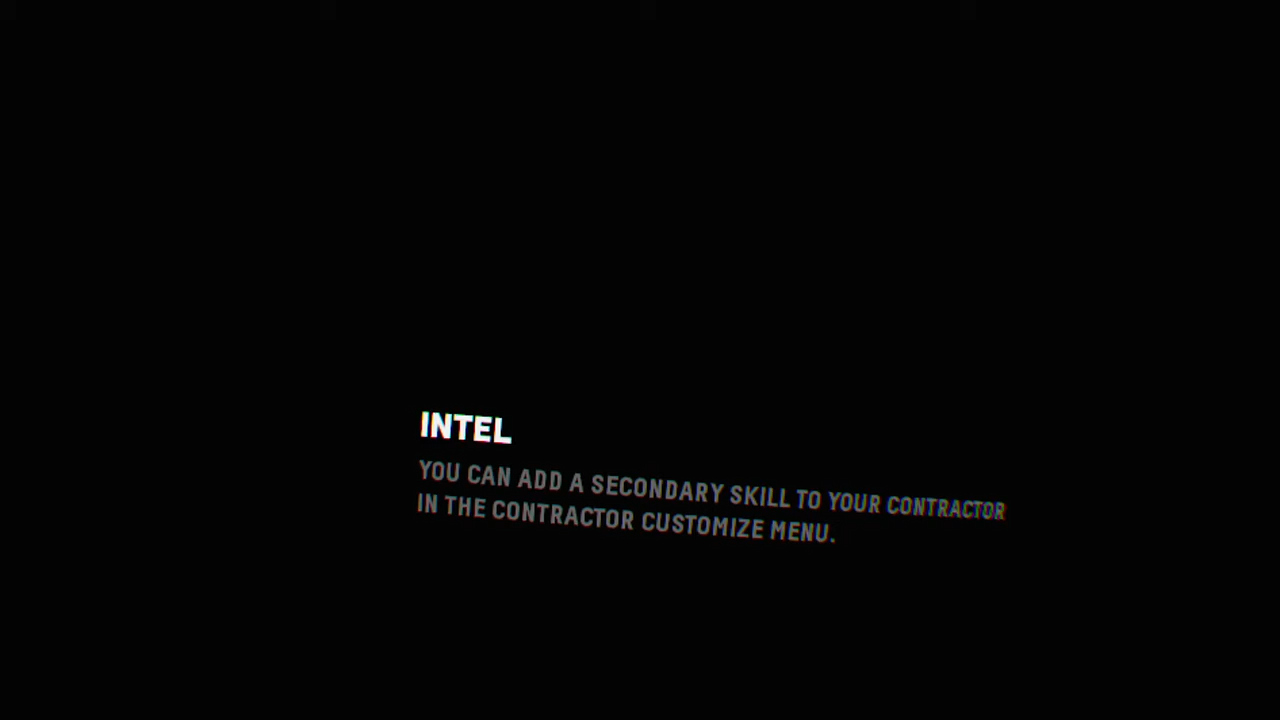 INTEL
YOU CAN ADD A SECONDARY SKILL TO YOUR CONTRACTOR
IN THE CONTRACTOR CUSTOMIZE MENU.